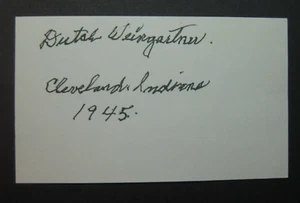 Dutch Weingartner.
Cleveland Indians
1945.